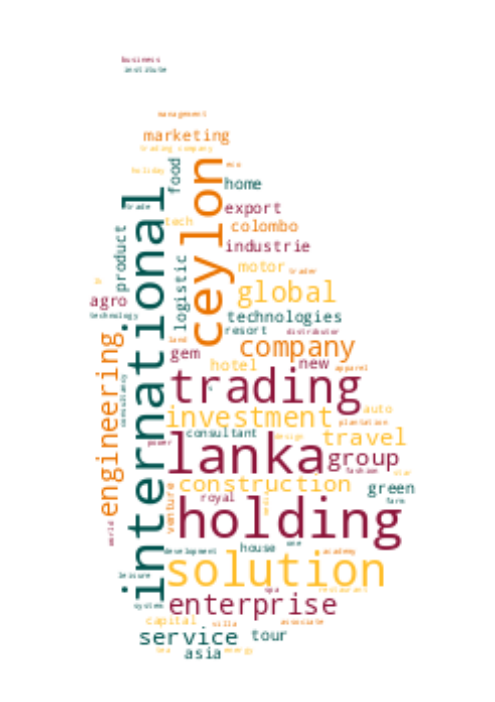 business
institute
management
marketing
trading company
eco
holiday
food
home
ceylon
international
trade
export
tech
colombo
product
industrie
logistic
motor
trader
global
agro
technology
technologies
resort
distributor
land
company
gem
new
hotel
apparel
engineering
trading
consultancy
investment
auto
plantation
consultant
design
travel
power
lanka
group
fashion
construction
green
royal
farm
venture
holding
world
one
house
development
academy
solution
leisure
spa
restaurant
system
enterprise
capital
villa
associate
service
tour
tea
asia
energy